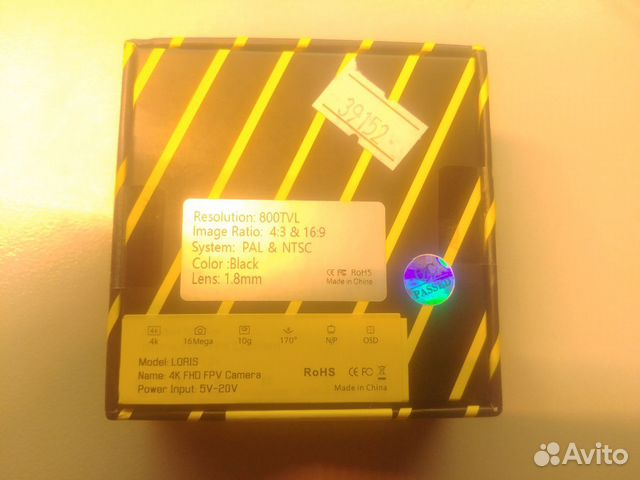 39152
Resolution: 800TVL
Image Ratio: 4:3 & 16:9
System: PAL & NTSC
Color :Black
Lens: 1.8mm
CE FC RoHS
Made in China
QC
PASSED
4K
4k 16Mega 10g 170° N/P OSD
Model: LORIS
Name: 4K FHD FPV Camera
Power Input: 5V-20V
RoHS CE FC
Made in China
Avito